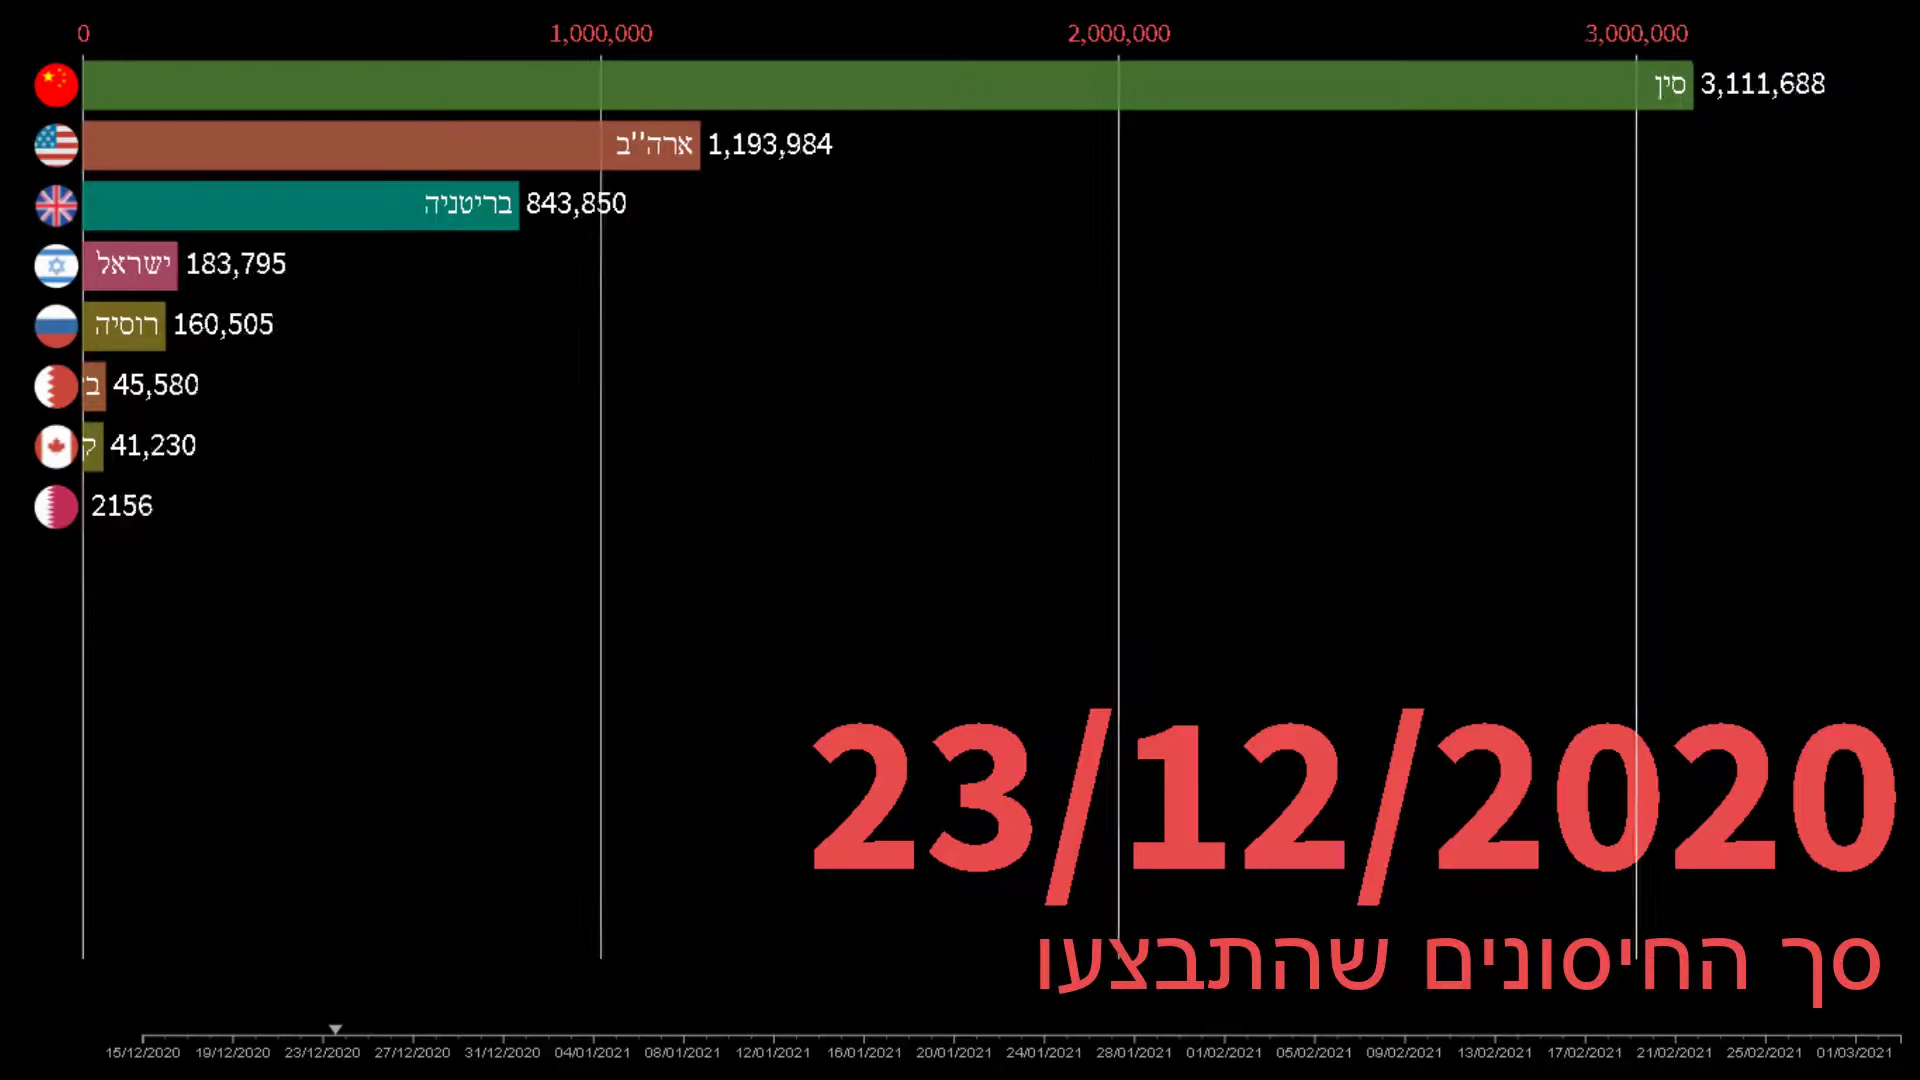 0 1,000,000 2,000,000 3,000,000
סין 3,111,688
ארה''ב 1,193,984
בריטניה 843,850
ישראל 183,795
רוסיה 160,505
45,580
41,230
2156
23/12/2020
סך החיסונים שהתבצעו
15/12/2020 19/12/2020 23/12/2020 27/12/2020 31/12/2020 04/01/2021 08/01/2021 12/01/2021 16/01/2021 20/01/2021 24/01/2021 28/01/2021 01/02/2021 05/02/2021 09/02/2021 13/02/2021 17/02/2021 21/02/2021 25/02/2021 01/03/2021